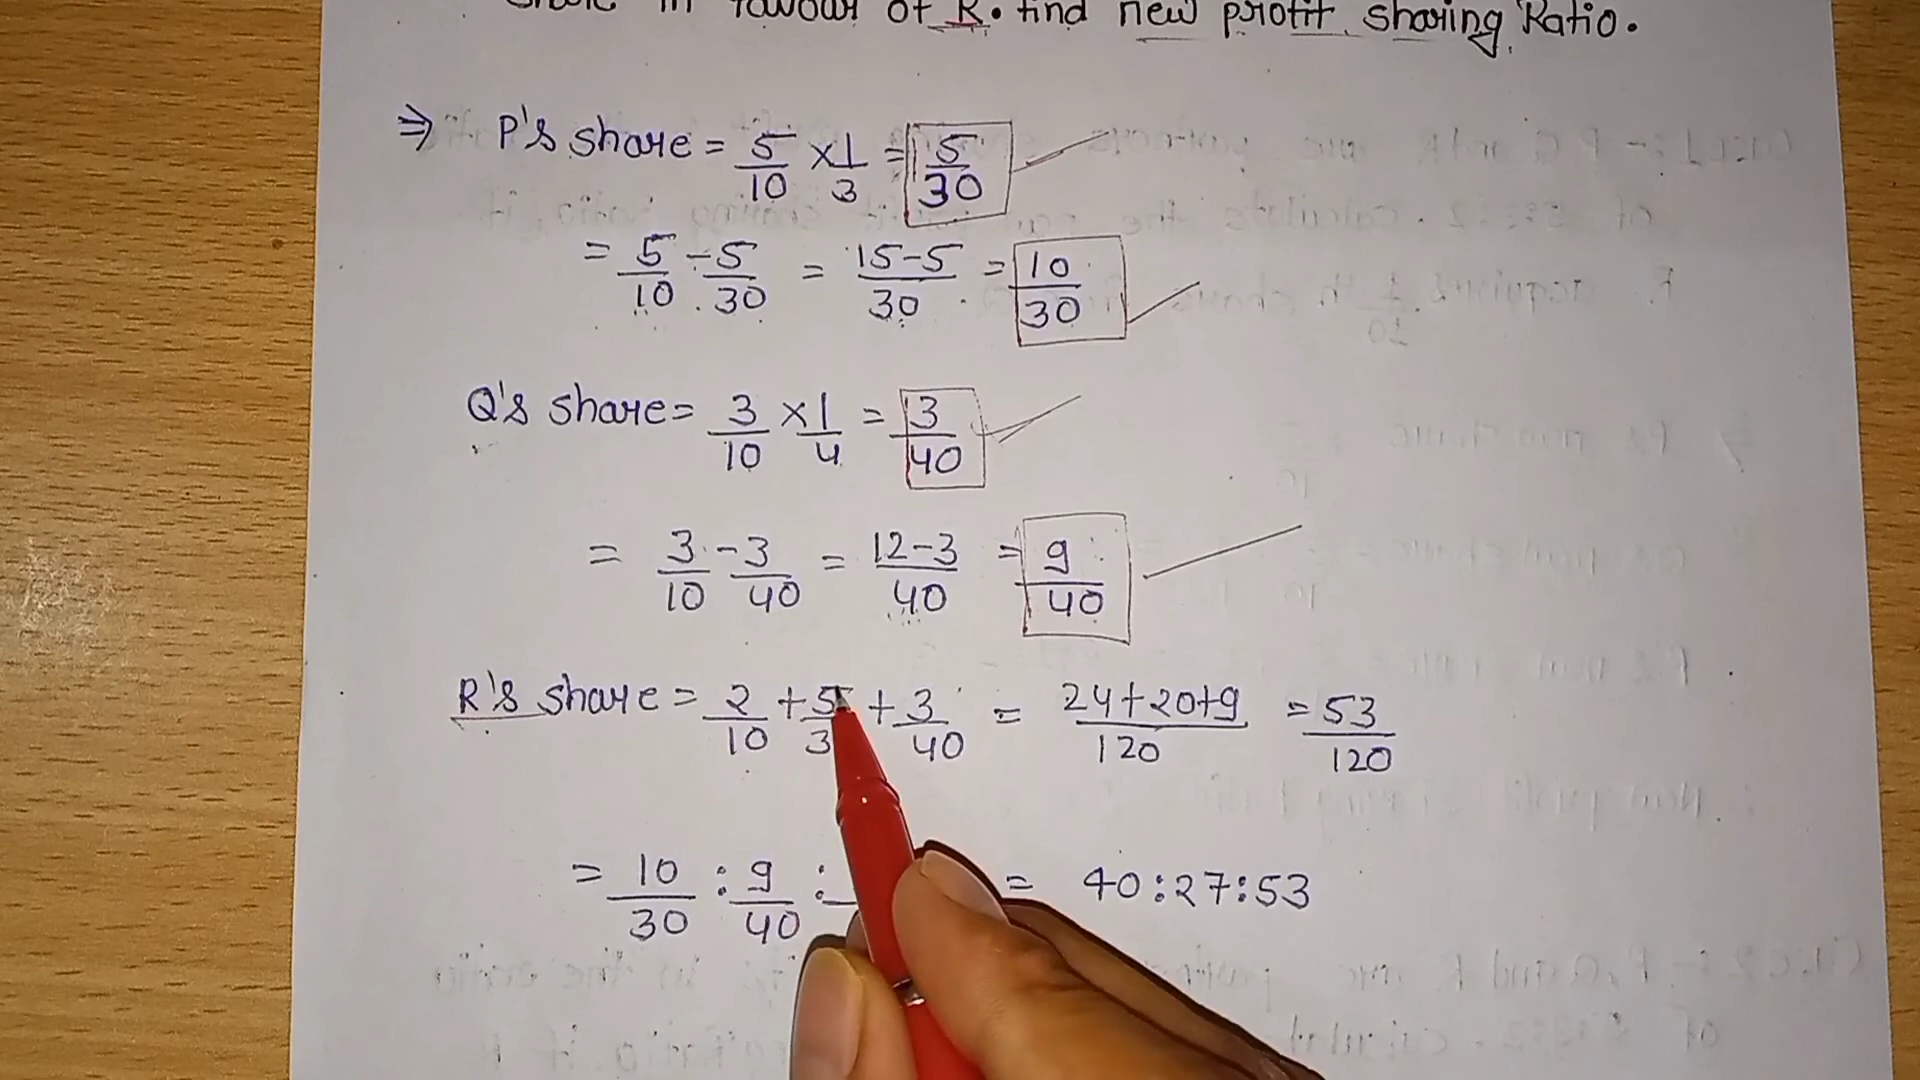 share in favour of R. find new profit sharing Ratio.
⇒ P's share = 5/10 × 1/3 = 5/30
= 5/10 - 5/30 = 15-5/30 = 10/30
Q's share = 3/10 × 1/4 = 3/40
= 3/10 - 3/40 = 12-3/40 = 9/40
R's share = 2/10 + 5/3 + 3/40 = 24+20+9/120 = 53/120
= 10/30 : 9/40 : = 40:27:53